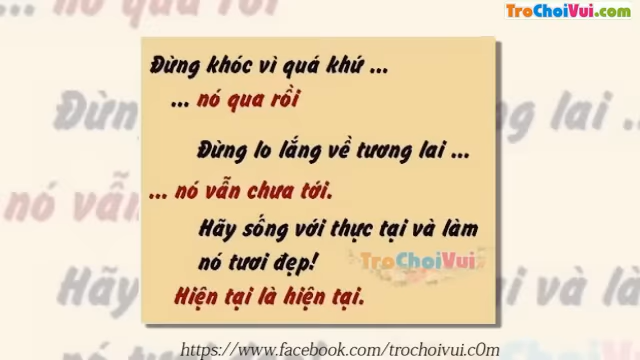 TroChoiVui.com
Đừng khóc vì quá khứ ...
... nó qua rồi
Đừng lo lắng về tương lai ...
... nó vẫn chưa tới.
Hãy sống với thực tại và làm
nó tươi đẹp!
TroChoiVui
Hiện tại là hiện tại.
https://www.facebook.com/trochoivui.c0m